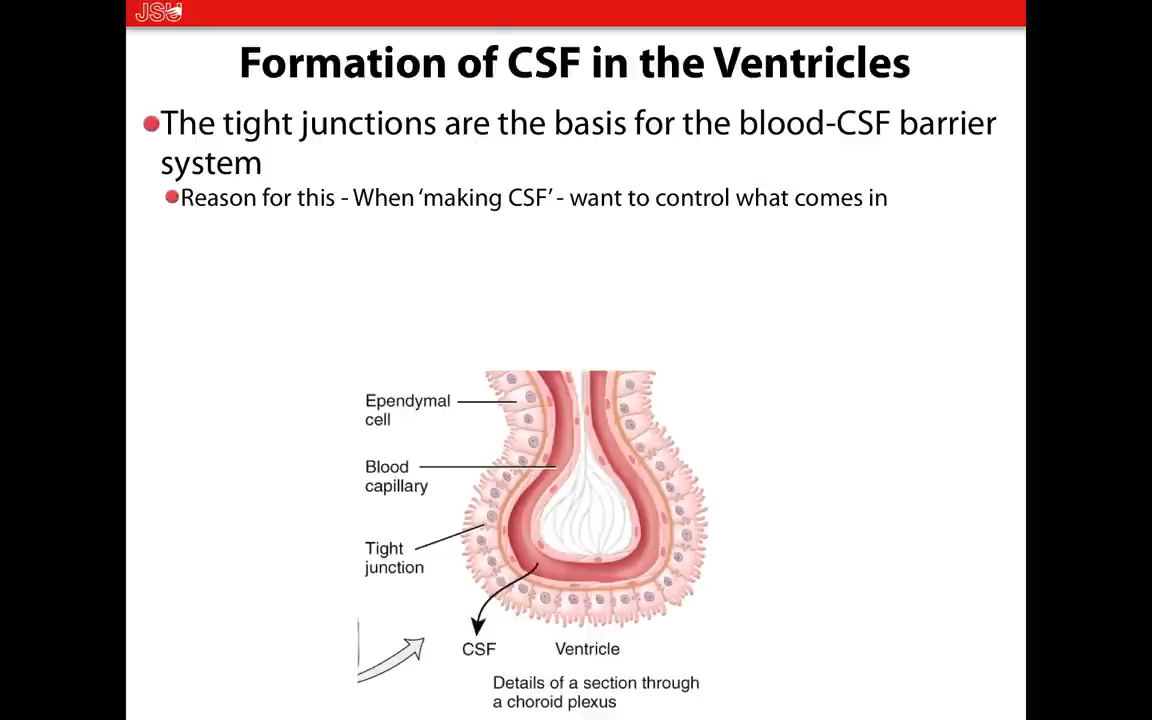 JSU
Formation of CSF in the Ventricles
The tight junctions are the basis for the blood-CSF barrier
system
Reason for this - When ‘making CSF’ - want to control what comes in
Ependymal
cell
Blood
capillary
Tight
junction
CSF
Ventricle
Details of a section through
a choroid plexus